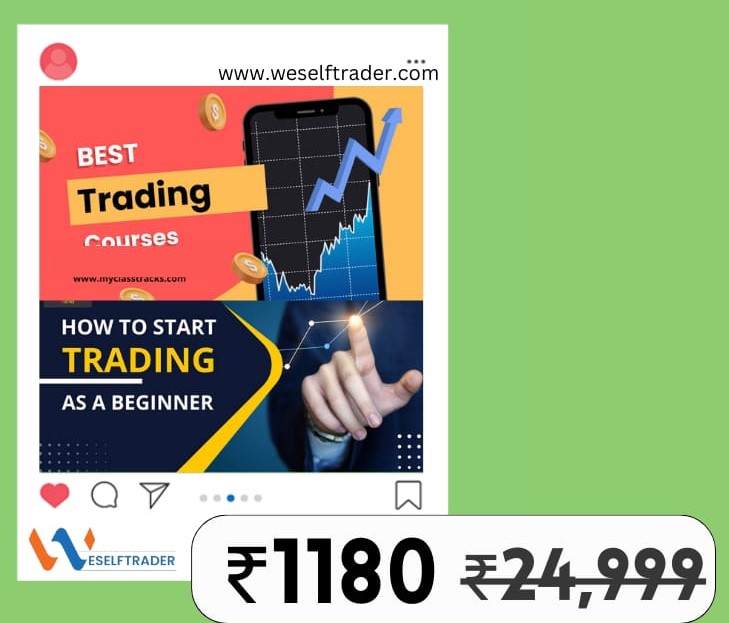 www.weselftrader.com
BEST
Trading
Courses
www.myclasstracks.com
HOW TO START
TRADING
AS A BEGINNER
WESELFTRADER
₹1180 ₹24,999